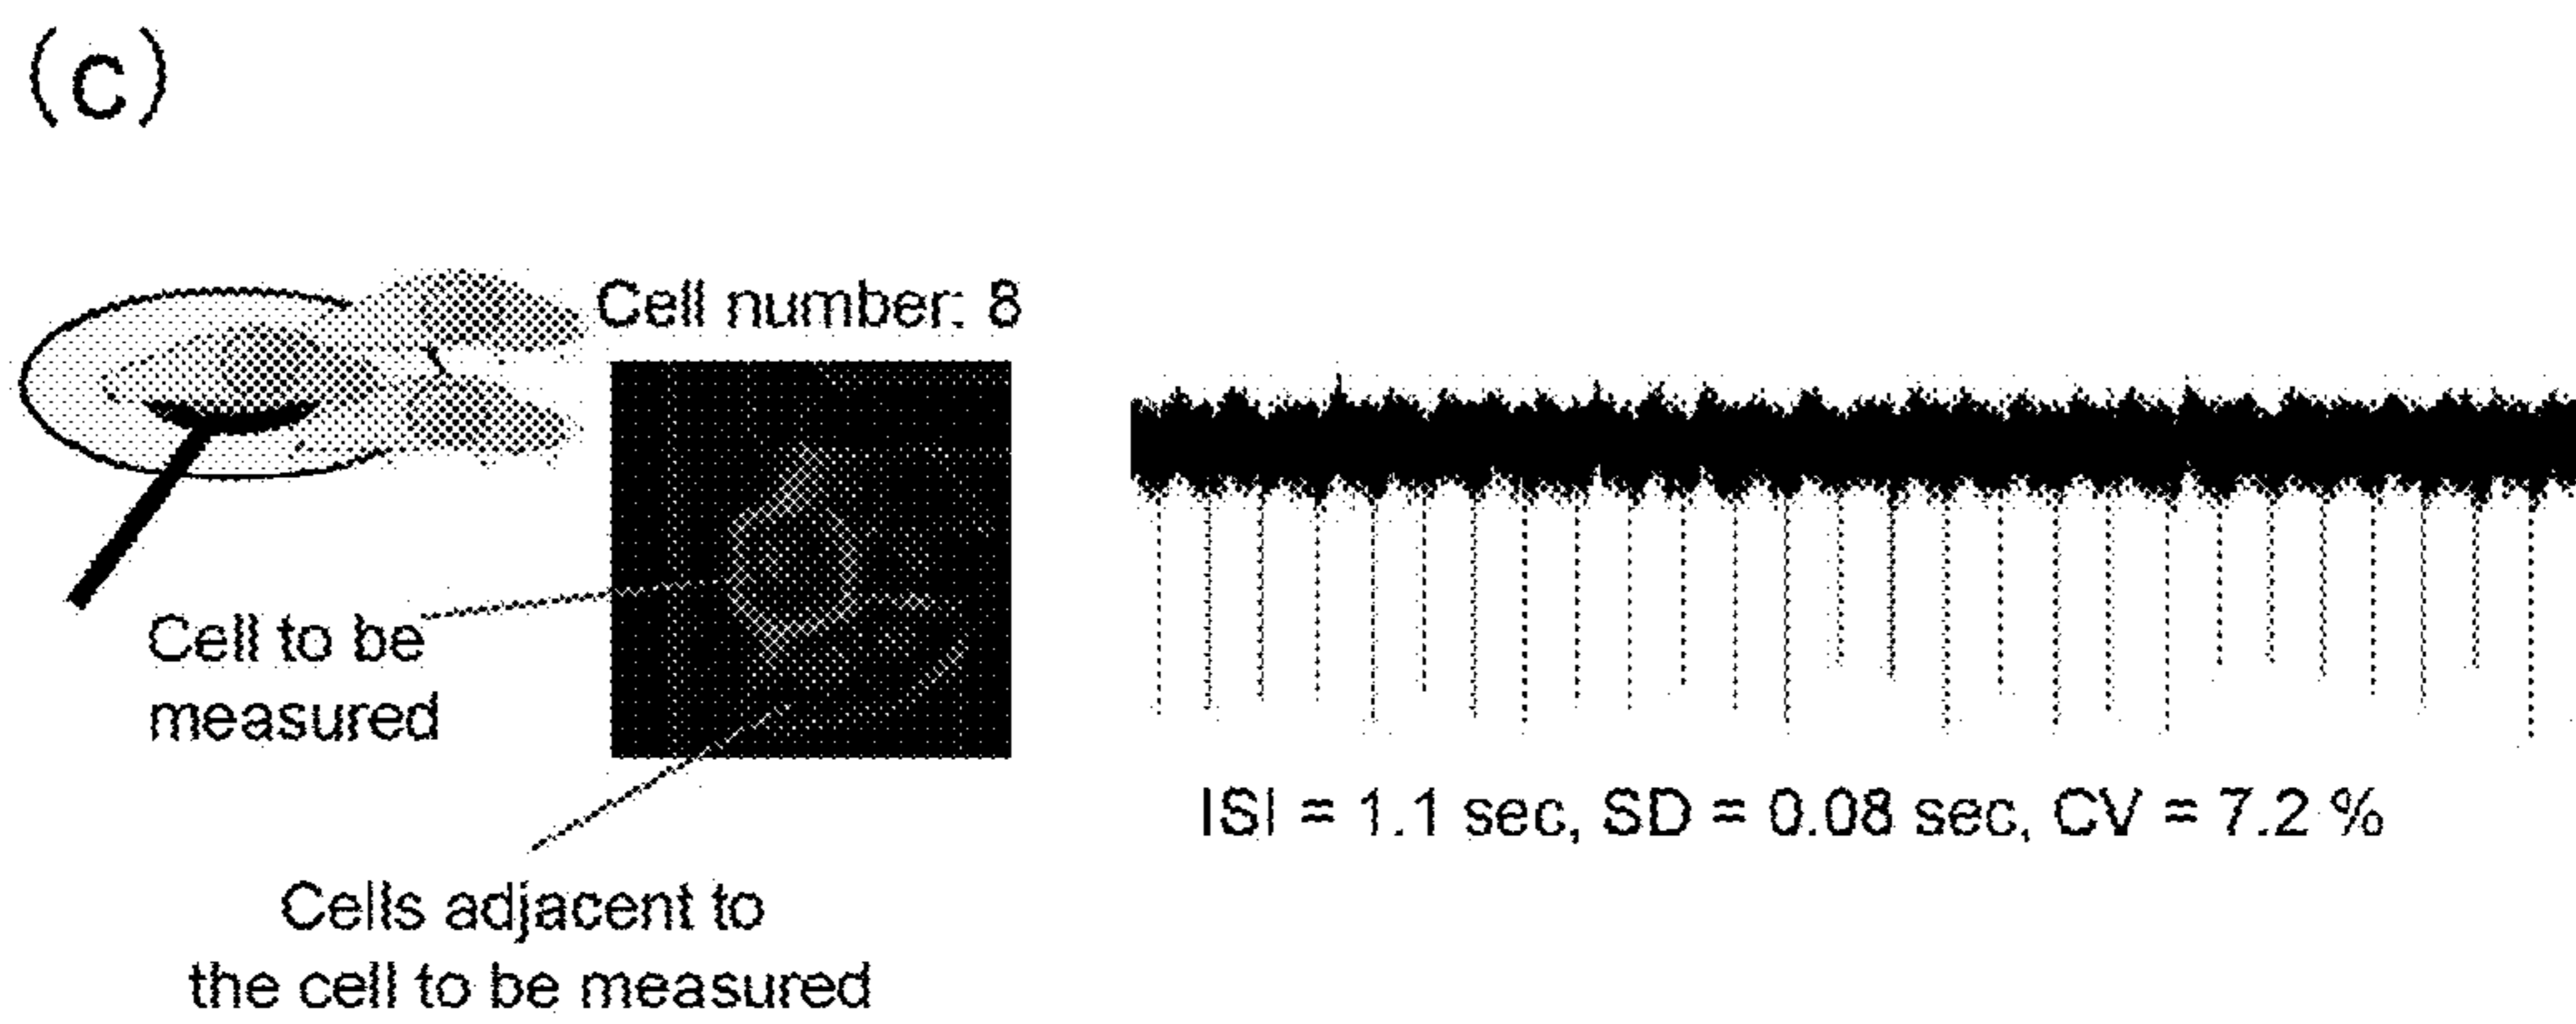 (c)
Cell number: 8
Cell to be
measured
ISI = 1.1 sec, SD = 0.08 sec, CV = 7.2 %
Cells adjacent to
the cell to be measured